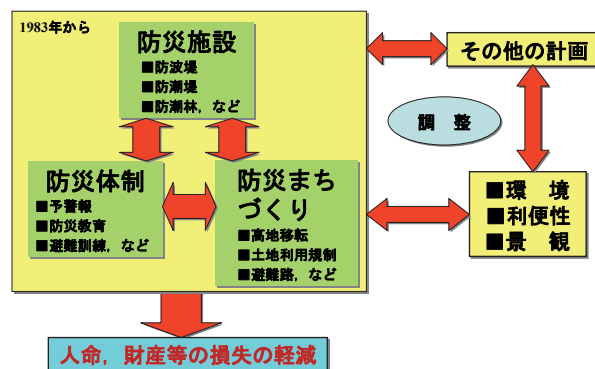 1983年から
防災施設
■防波堤
■防潮堤
■防潮林，など
その他の計画
調　整
防災体制
■予警報
■防災教育
■避難訓練，など
防災まち
づくり
■高地移転
■土地利用規制
■避難路，など
■環　境
■利便性
■景　観
人命，財産等の損失の軽減